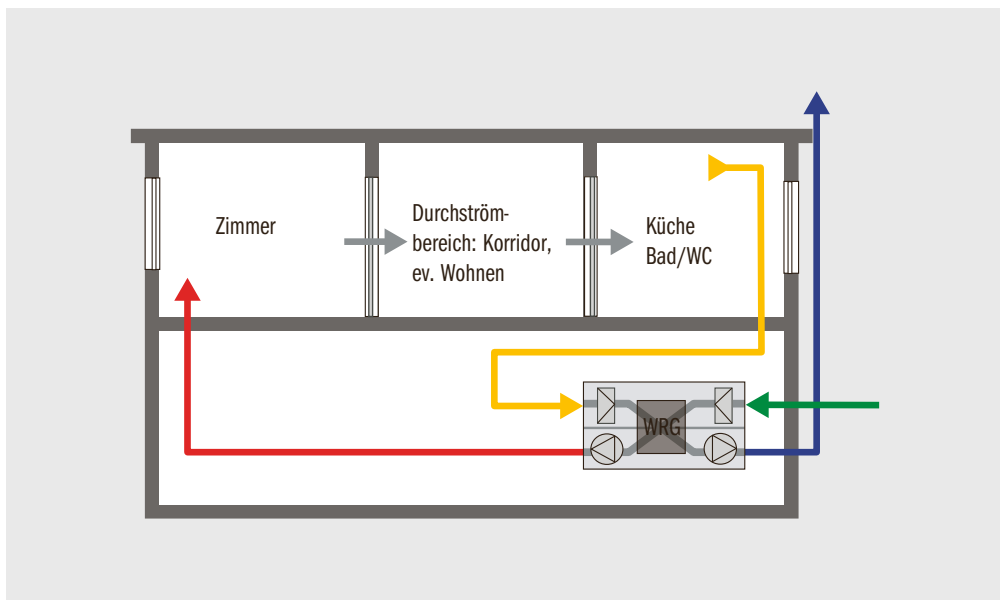 Zimmer
Durchström-
bereich: Korridor,
ev. Wohnen
Küche
Bad/WC
WRG